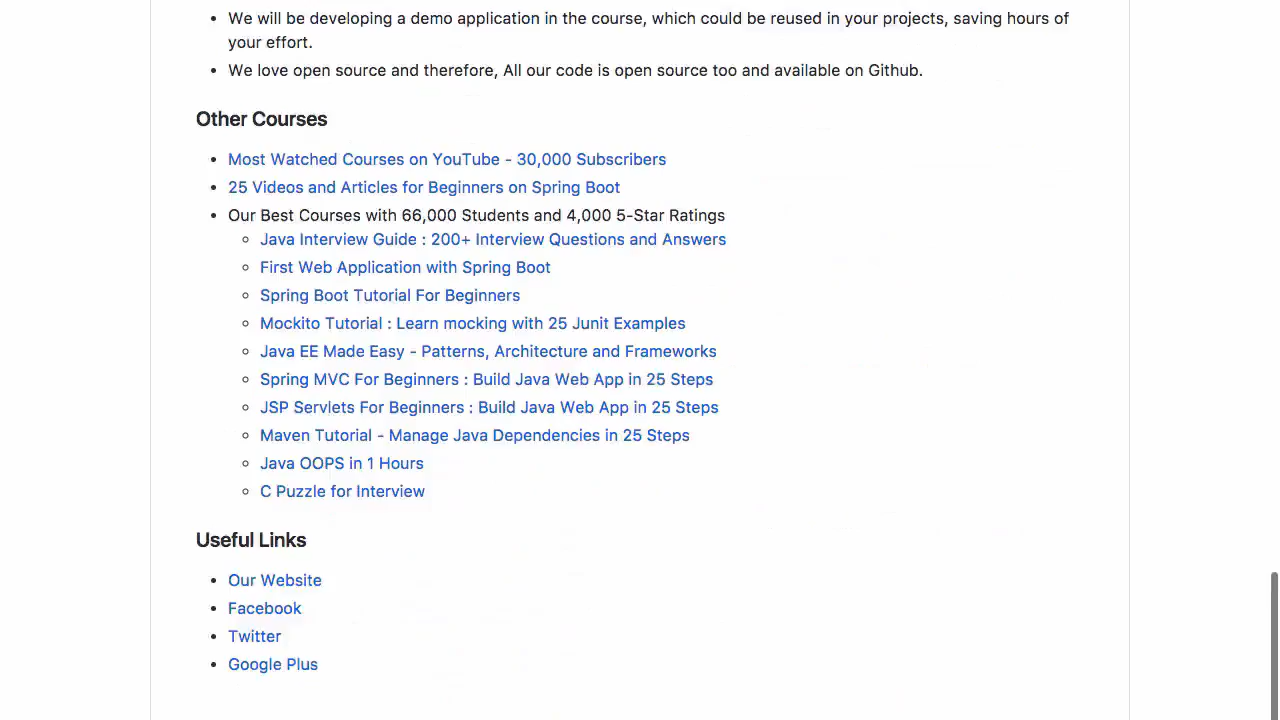 We will be developing a demo application in the course, which could be reused in your projects, saving hours of
your effort.
We love open source and therefore, All our code is open source too and available on Github.
Other Courses
Most Watched Courses on YouTube - 30,000 Subscribers
25 Videos and Articles for Beginners on Spring Boot
Our Best Courses with 66,000 Students and 4,000 5-Star Ratings
Java Interview Guide : 200+ Interview Questions and Answers
First Web Application with Spring Boot
Spring Boot Tutorial For Beginners
Mockito Tutorial : Learn mocking with 25 Junit Examples
Java EE Made Easy - Patterns, Architecture and Frameworks
Spring MVC For Beginners : Build Java Web App in 25 Steps
JSP Servlets For Beginners : Build Java Web App in 25 Steps
Maven Tutorial - Manage Java Dependencies in 25 Steps
Java OOPS in 1 Hours
C Puzzle for Interview
Useful Links
Our Website
Facebook
Twitter
Google Plus